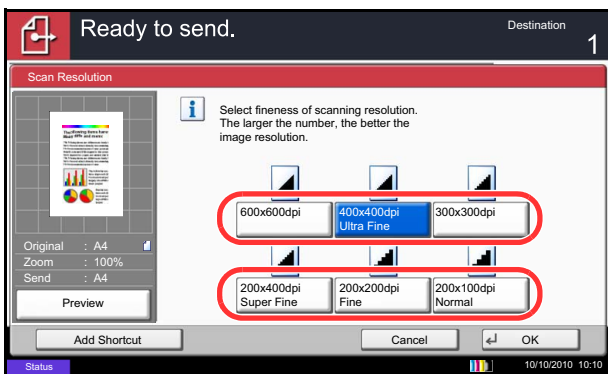 Ready to send.
Destination
1
Scan Resolution
i
Select fineness of scanning resolution.
The larger the number, the better the
image resolution.
600x600dpi
400x400dpi
Ultra Fine
300x300dpi
200x400dpi
Super Fine
200x200dpi
Fine
200x100dpi
Normal
Original : A4
Zoom : 100%
Send : A4
Preview
Add Shortcut
Cancel
OK
Status
10/10/2010 10:10